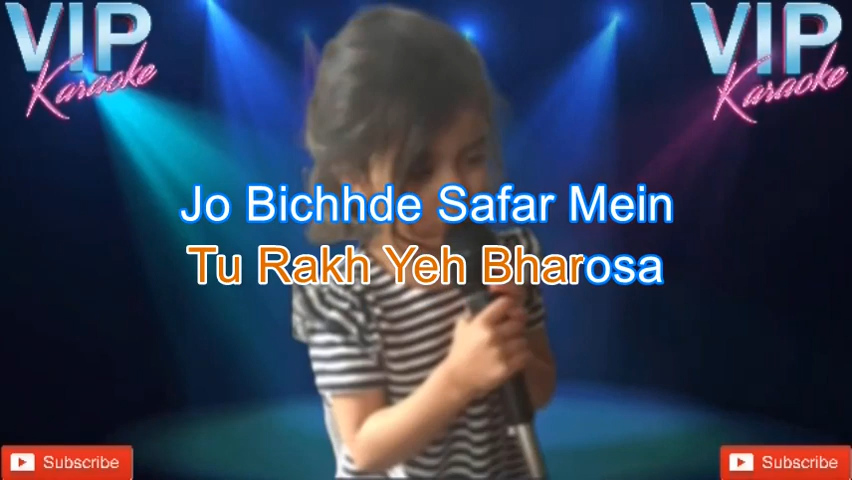 VIP
Karaoke
VIP
Karaoke
Jo Bichhde Safar Mein
Tu Rakh Yeh Bharosa
Subscribe
Subscribe